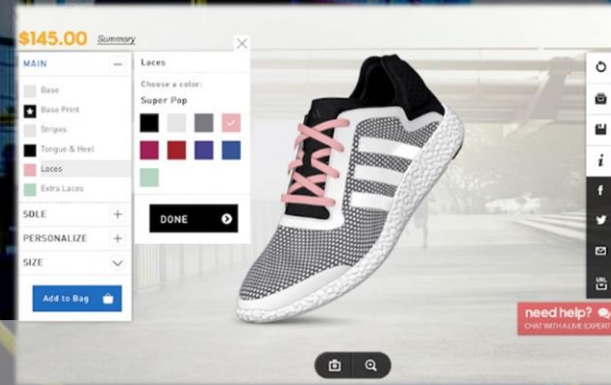 $145.00 Summary
MAIN
Base
Base Print
Stripes
Tongue & Heel
Laces
Extra Laces
SOLE
PERSONALIZE
SIZE
Add to Bag
Laces
Choose a color:
Super Pop
DONE
i
f
URL
need help?
CHAT WITH A LIVE EXPERT